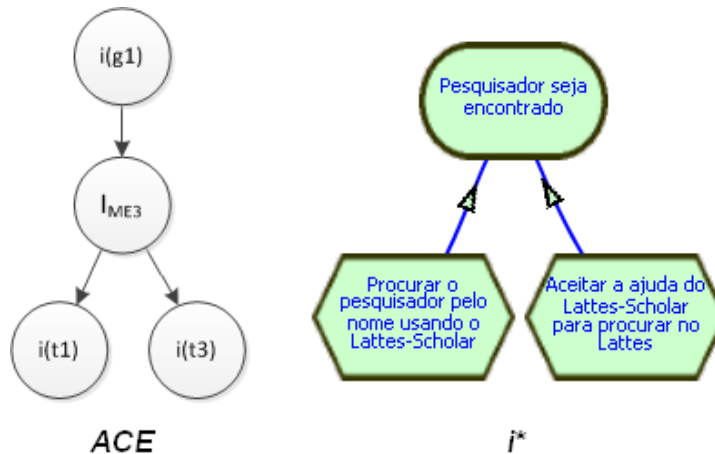 i(g1)
I_ME3
i(t1)
i(t3)
ACE
Pesquisador seja
encontrado
Procurar o
pesquisador pelo
nome usando o
Lattes-Scholar
Aceitar a ajuda do
Lattes-Scholar
para procurar no
Lattes
i*